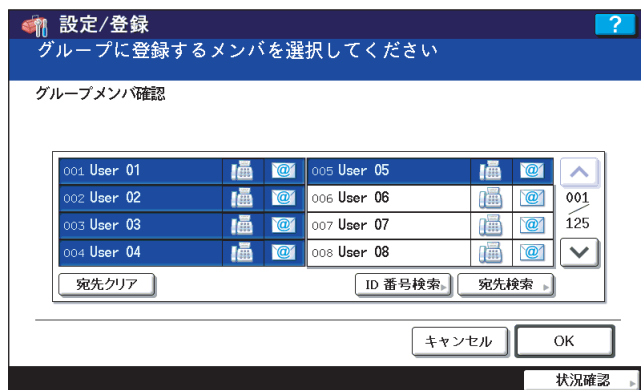 設定/登録 ?
グループに登録するメンバを選択してください
グループメンバ確認
001 User 01 005 User 05
002 User 02 006 User 06 001
003 User 03 007 User 07 125
004 User 04 008 User 08
宛先クリア ID 番号検索 宛先検索
キャンセル OK
状況確認